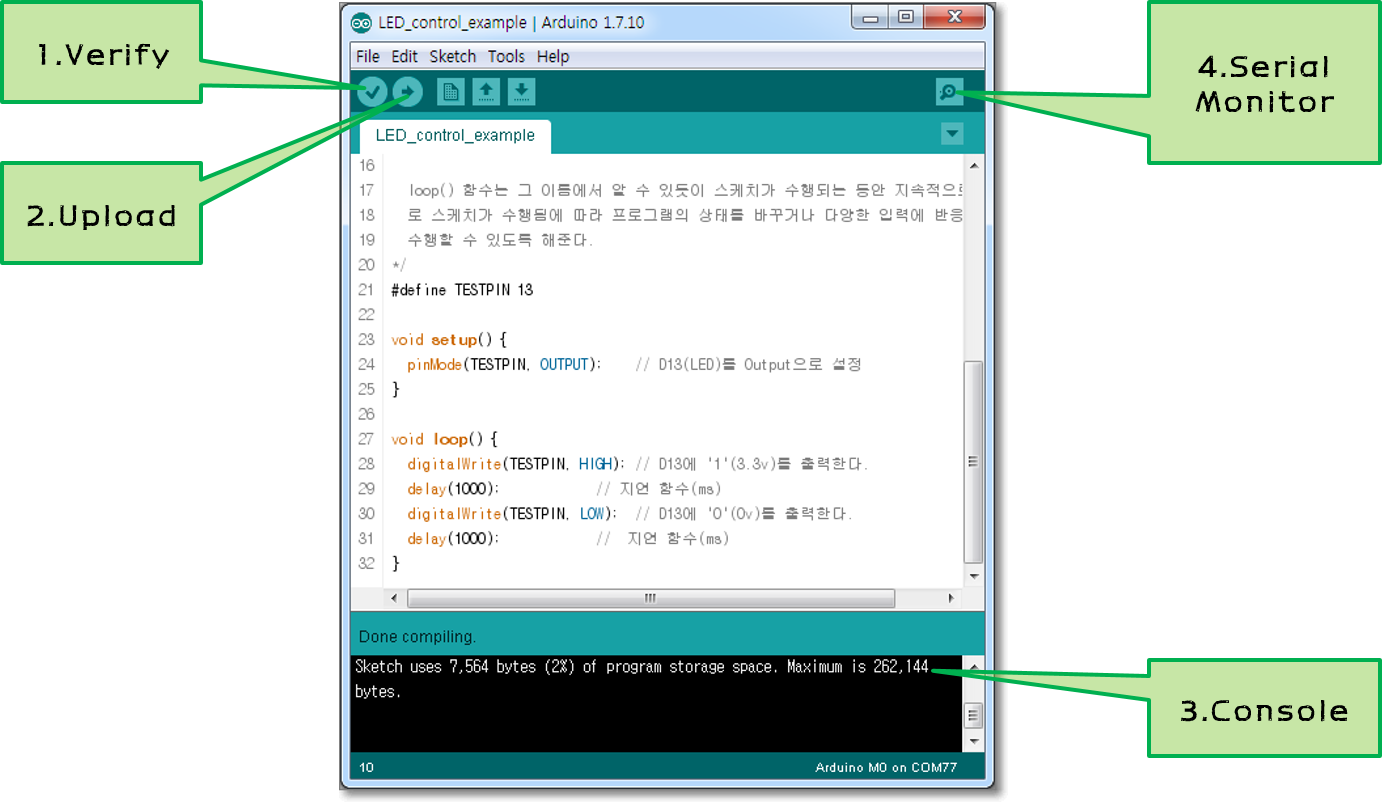 1.Verify
2.Upload
4.Serial
Monitor
3.Console
LED_control_example | Arduino 1.7.10
File Edit Sketch Tools Help
LED_control_example
16
17 loop() 함수는 그 이름에서 알 수 있듯이 스케치가 수행되는 동안 지속적으로
18 로 스케치가 수행됨에 따라 프로그램의 상태를 바꾸거나 다양한 입력에 반응
19 수행할 수 있도록 해준다.
20 */
21 #define TESTPIN 13
22
23 void setup() {
24 pinMode(TESTPIN, OUTPUT); // D13(LED)를 Output으로 설정
25 }
26
27 void loop() {
28 digitalWrite(TESTPIN, HIGH); // D13에 '1'(3.3v)를 출력한다.
29 delay(1000); // 지연 함수(ms)
30 digitalWrite(TESTPIN, LOW); // D13에 '0'(0v)를 출력한다.
31 delay(1000); // 지연 함수(ms)
32 }
Done compiling.
Sketch uses 7,564 bytes (2%) of program storage space. Maximum is 262,144
bytes.
10 Arduino M0 on COM77